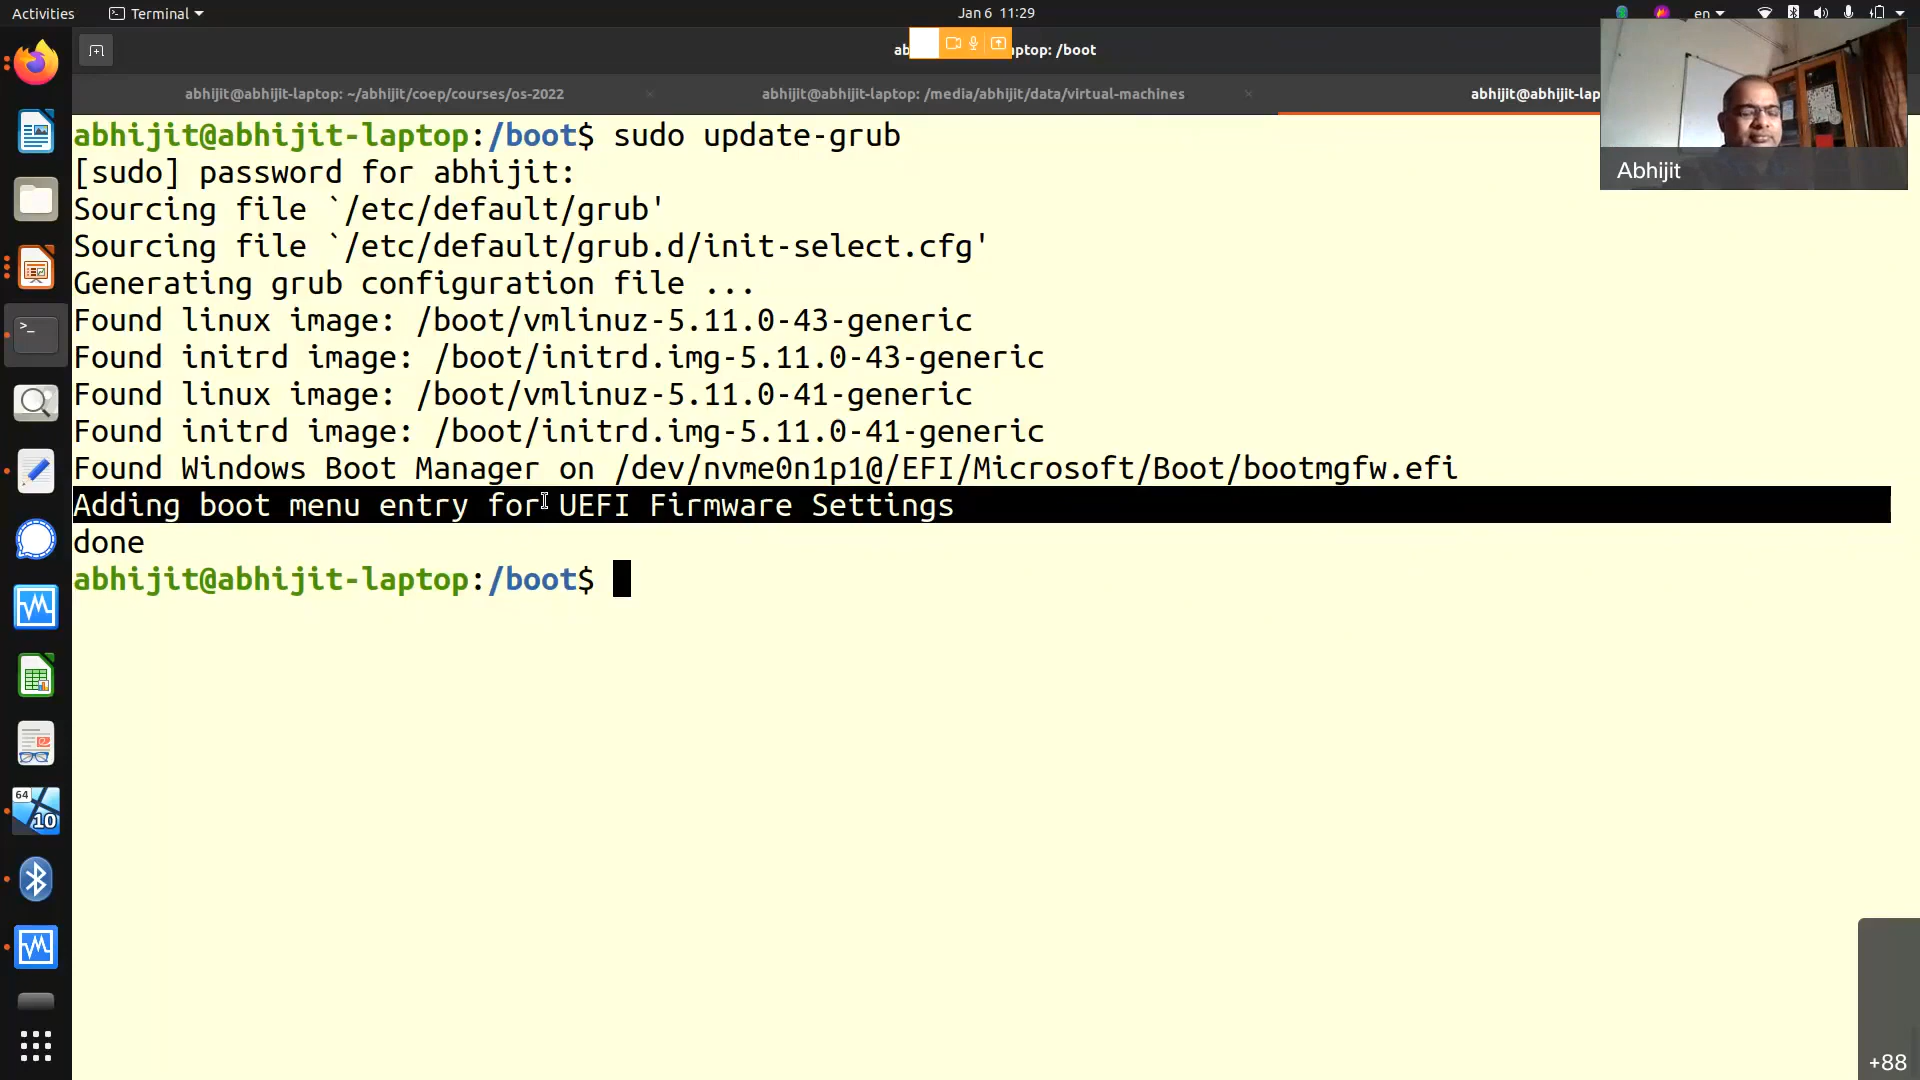 Activities
Terminal
Jan 6 11:29
en
ab
aptop: /boot
abhijit@abhijit-laptop: ~/abhijit/coep/courses/os-2022
abhijit@abhijit-laptop: /media/abhijit/data/virtual-machines
abhijit@abhijit-lap
Abhijit
abhijit@abhijit-laptop:/boot$ sudo update-grub
[sudo] password for abhijit:
Sourcing file `/etc/default/grub'
Sourcing file `/etc/default/grub.d/init-select.cfg'
Generating grub configuration file ...
Found linux image: /boot/vmlinuz-5.11.0-43-generic
Found initrd image: /boot/initrd.img-5.11.0-43-generic
Found linux image: /boot/vmlinuz-5.11.0-41-generic
Found initrd image: /boot/initrd.img-5.11.0-41-generic
Found Windows Boot Manager on /dev/nvme0n1p1@/EFI/Microsoft/Boot/bootmgfw.efi
Adding boot menu entry for UEFI Firmware Settings
done
abhijit@abhijit-laptop:/boot$
64
10
+88